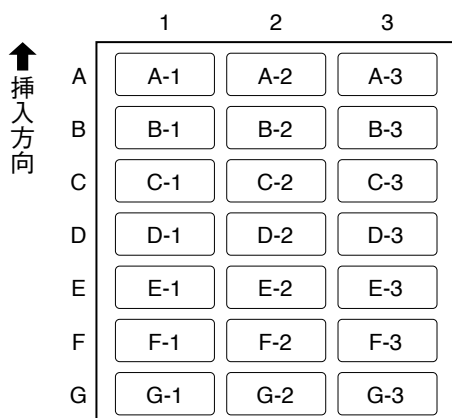 1 2 3
挿入方向
A A-1 A-2 A-3
B B-1 B-2 B-3
C C-1 C-2 C-3
D D-1 D-2 D-3
E E-1 E-2 E-3
F F-1 F-2 F-3
G G-1 G-2 G-3